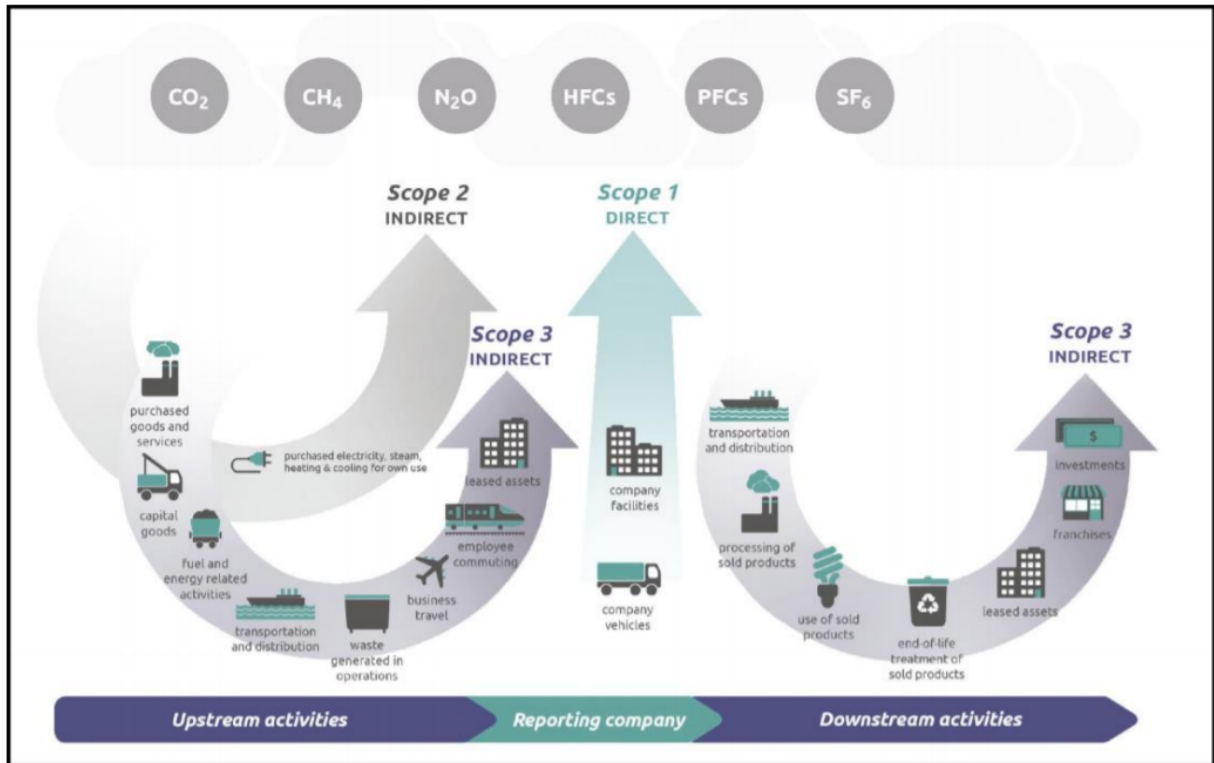 CO₂
CH₄
N₂O
HFCs
PFCs
SF₆
Scope 2
INDIRECT
Scope 1
DIRECT
Scope 3
INDIRECT
Scope 3
INDIRECT
purchased
goods and
services
capital
goods
fuel and
energy related
activities
purchased electricity, steam,
heating & cooling for own use
transportation
and distribution
waste
generated in
operations
business
travel
employee
commuting
leased assets
company
facilities
company
vehicles
transportation
and distribution
processing of
sold products
use of sold
products
end-of-life
treatment of
sold products
leased assets
franchises
$
investments
Upstream activities
Reporting company
Downstream activities